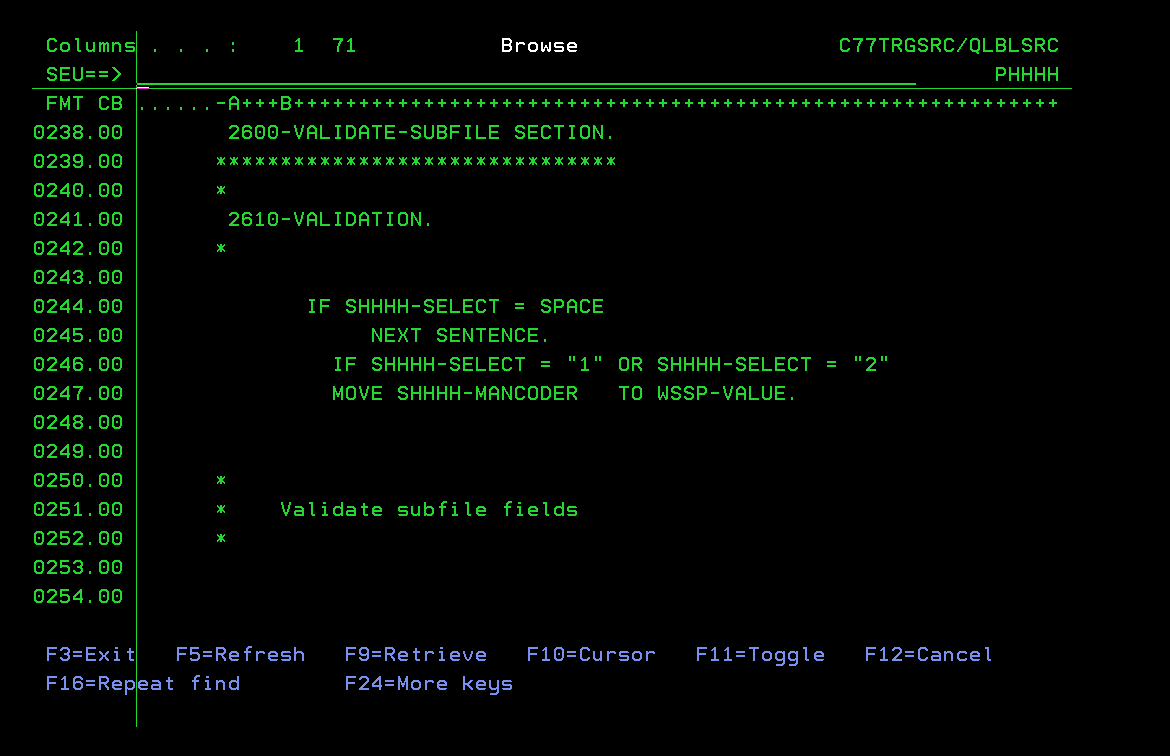 Columns . . . :    1  71           Browse                    C77TRGSRC/QLBLSRC
SEU==>                                                                   PHHHH
FMT CB ......-A+++B+++++++++++++++++++++++++++++++++++++++++++++++++++++++++++
0238.00        2600-VALIDATE-SUBFILE SECTION.
0239.00       *******************************
0240.00       *
0241.00        2610-VALIDATION.
0242.00       *
0243.00
0244.00              IF SHHHH-SELECT = SPACE
0245.00                   NEXT SENTENCE.
0246.00                IF SHHHH-SELECT = "1" OR SHHHH-SELECT = "2"
0247.00                MOVE SHHHH-MANCODER   TO WSSP-VALUE.
0248.00
0249.00
0250.00       *
0251.00       *    Validate subfile fields
0252.00       *
0253.00
0254.00
F3=Exit   F5=Refresh   F9=Retrieve   F10=Cursor   F11=Toggle   F12=Cancel
F16=Repeat find        F24=More keys